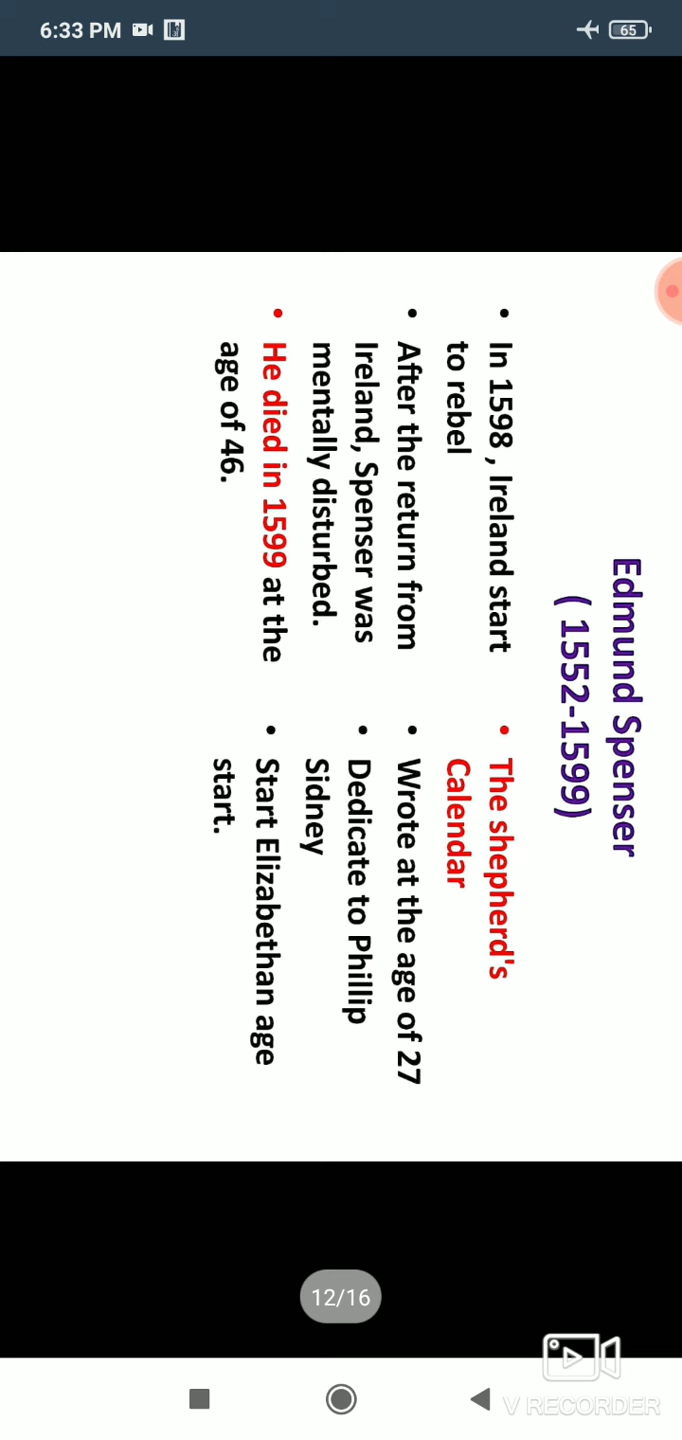 6:33 PM
65
Edmund Spenser
( 1552-1599)
• In 1598 , Ireland start
to rebel
• After the return from
Ireland, Spenser was
mentally disturbed.
• He died in 1599 at the
age of 46.
• The shepherd's
Calendar
• Wrote at the age of 27
• Dedicate to Phillip
Sidney
• Start Elizabethan age
start.
12/16
V RECORDER